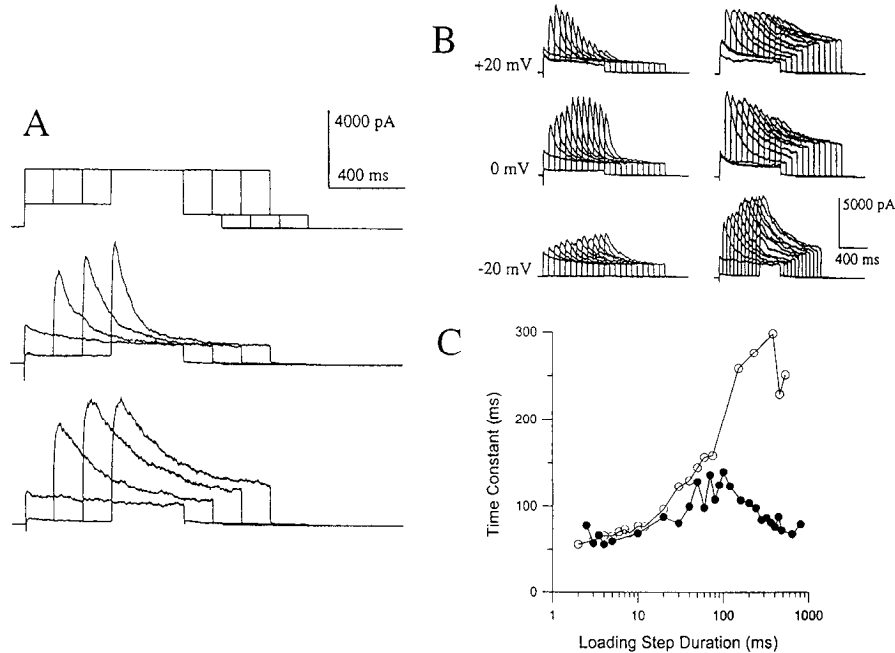 A
4000 pA
400 ms
B
+20 mV
0 mV
-20 mV
5000 pA
400 ms
C
Time Constant (ms)
300
200
100
0
1
10
100
1000
Loading Step Duration (ms)